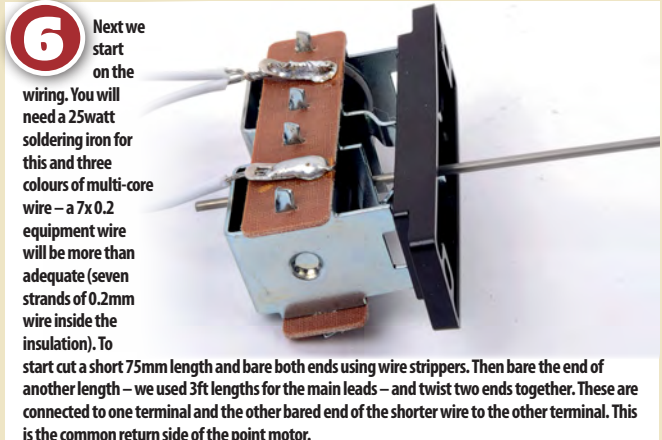 6
Next we
start
on the
wiring. You will
need a 25watt
soldering iron for
this and three
colours of multi-core
wire – a 7x 0.2
equipment wire
will be more than
adequate (seven
strands of 0.2mm
wire inside the
insulation). To
start cut a short 75mm length and bare both ends using wire strippers. Then bare the end of
another length – we used 3ft lengths for the main leads – and twist two ends together. These are
connected to one terminal and the other bared end of the shorter wire to the other terminal. This
is the common return side of the point motor.